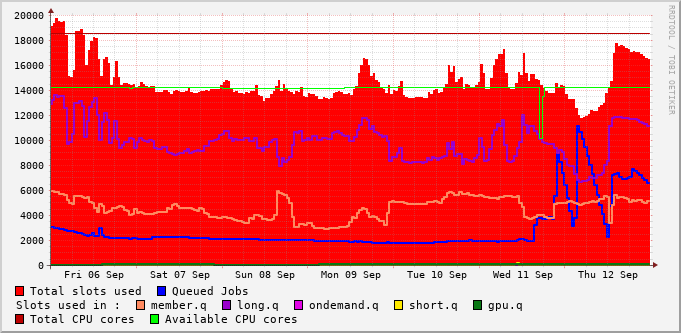 RRDTOOL / TOBI OETIKER
20000
18000
16000
14000
12000
10000
8000
6000
4000
2000
0
Fri 06 Sep Sat 07 Sep Sun 08 Sep Mon 09 Sep Tue 10 Sep Wed 11 Sep Thu 12 Sep
Total slots used Queued Jobs
Slots used in : member.q long.q ondemand.q short.q gpu.q
Total CPU cores Available CPU cores